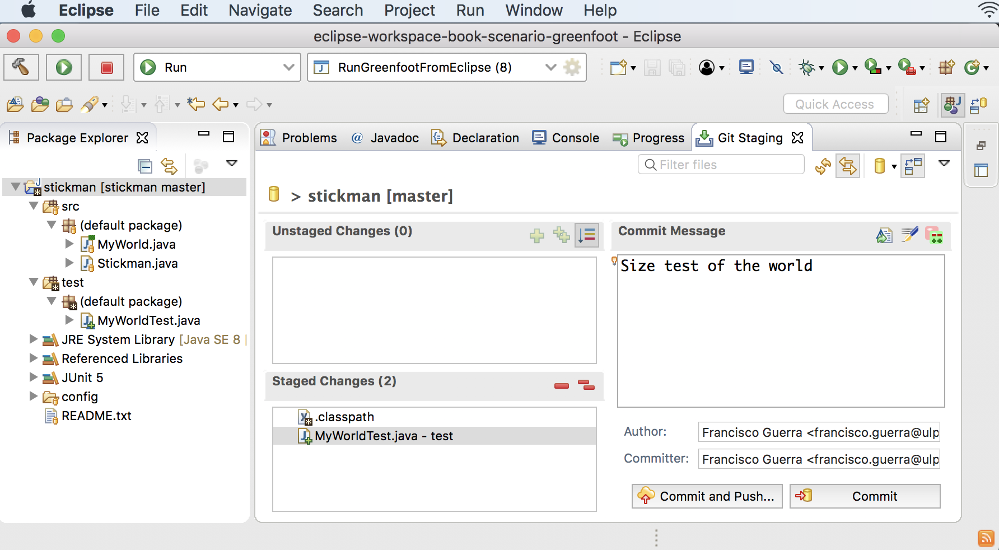 Eclipse File Edit Navigate Search Project Run Window Help
eclipse-workspace-book-scenario-greenfoot - Eclipse
Run RunGreenfootFromEclipse (8)
Quick Access
Package Explorer
stickman [stickman master]
src
(default package)
MyWorld.java
Stickman.java
test
(default package)
MyWorldTest.java
JRE System Library [Java SE 8
Referenced Libraries
JUnit 5
config
README.txt
Problems @ Javadoc Declaration Console Progress Git Staging
Filter files
> stickman [master]
Unstaged Changes (0)
Staged Changes (2)
.classpath
MyWorldTest.java - test
Commit Message
Size test of the world
Author: Francisco Guerra <francisco.guerra@ulp
Committer: Francisco Guerra <francisco.guerra@ulp
Commit and Push... Commit